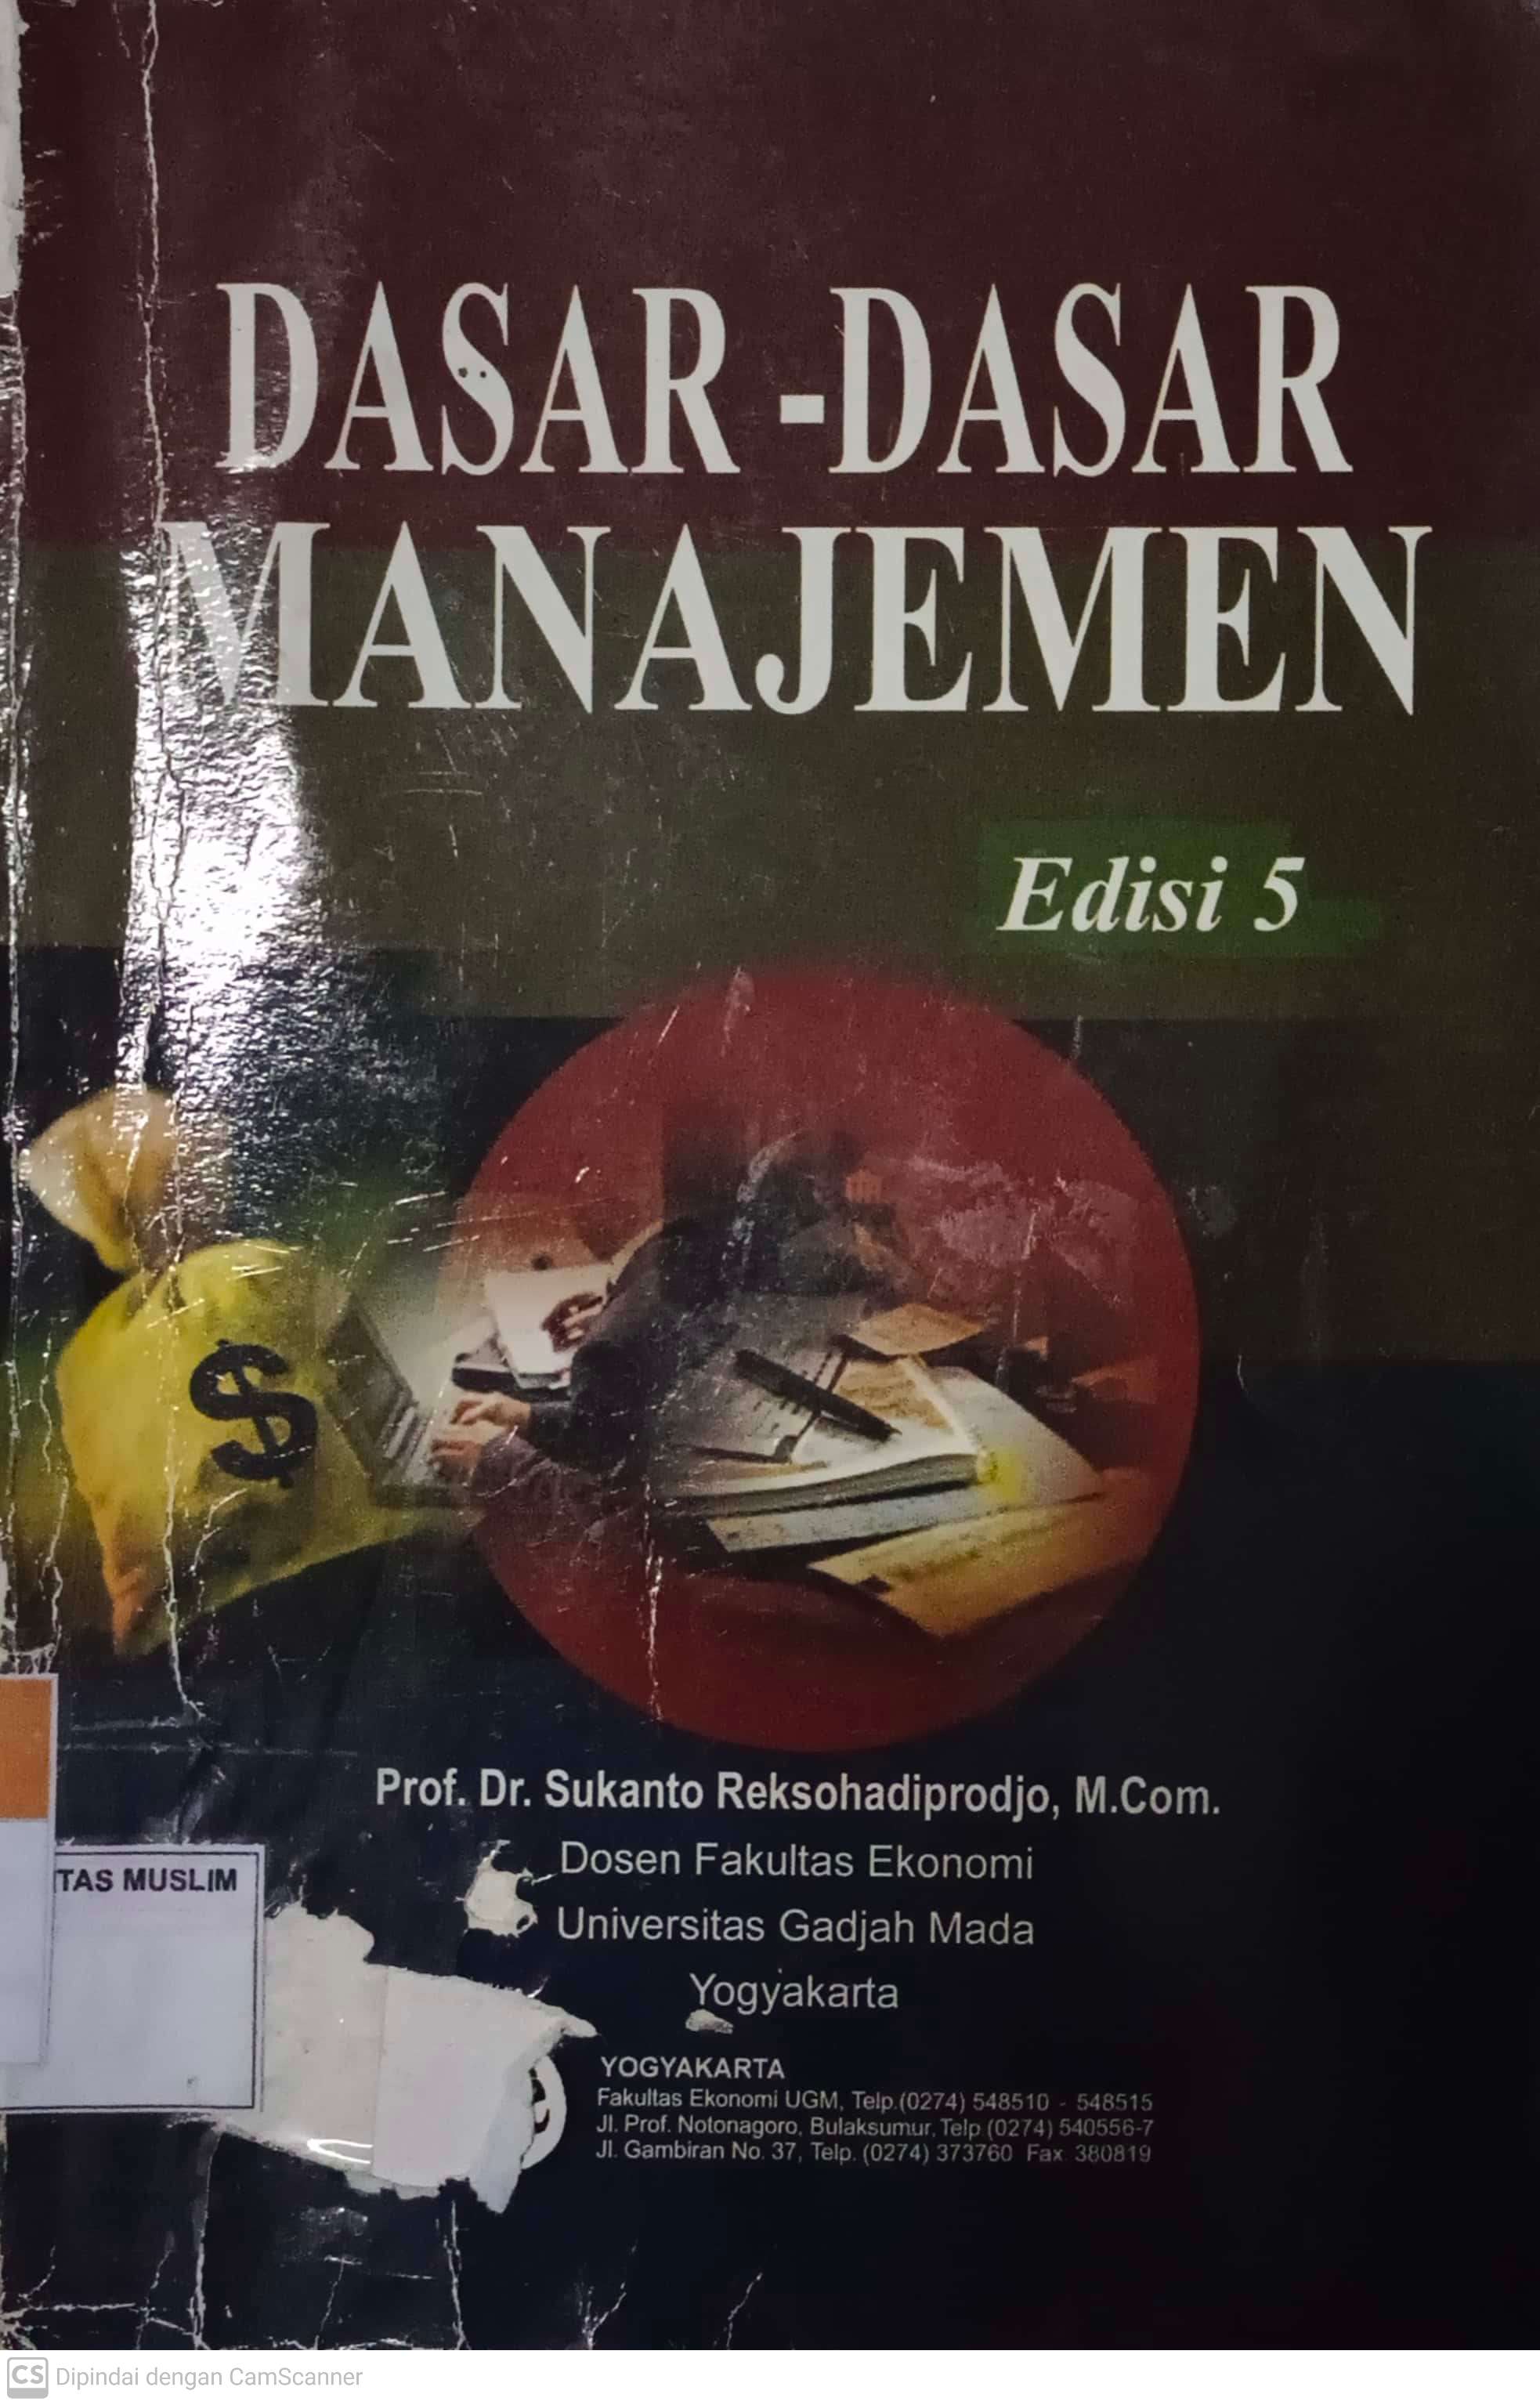 DASAR-DASAR
MANAJEMEN
Edisi 5
$
Prof. Dr. Sukanto Reksohadiprodjo, M.Com.
Dosen Fakultas Ekonomi
Universitas Gadjah Mada
Yogyakarta
TAS MUSLIM
YOGYAKARTA
Fakultas Ekonomi UGM, Telp.(0274) 548510 - 548515
Jl. Prof. Notonagoro, Bulaksumur, Telp (0274) 540556-7
Jl. Gambiran No. 37, Telp. (0274) 373760 Fax 380819
CS Dipindai dengan CamScanner